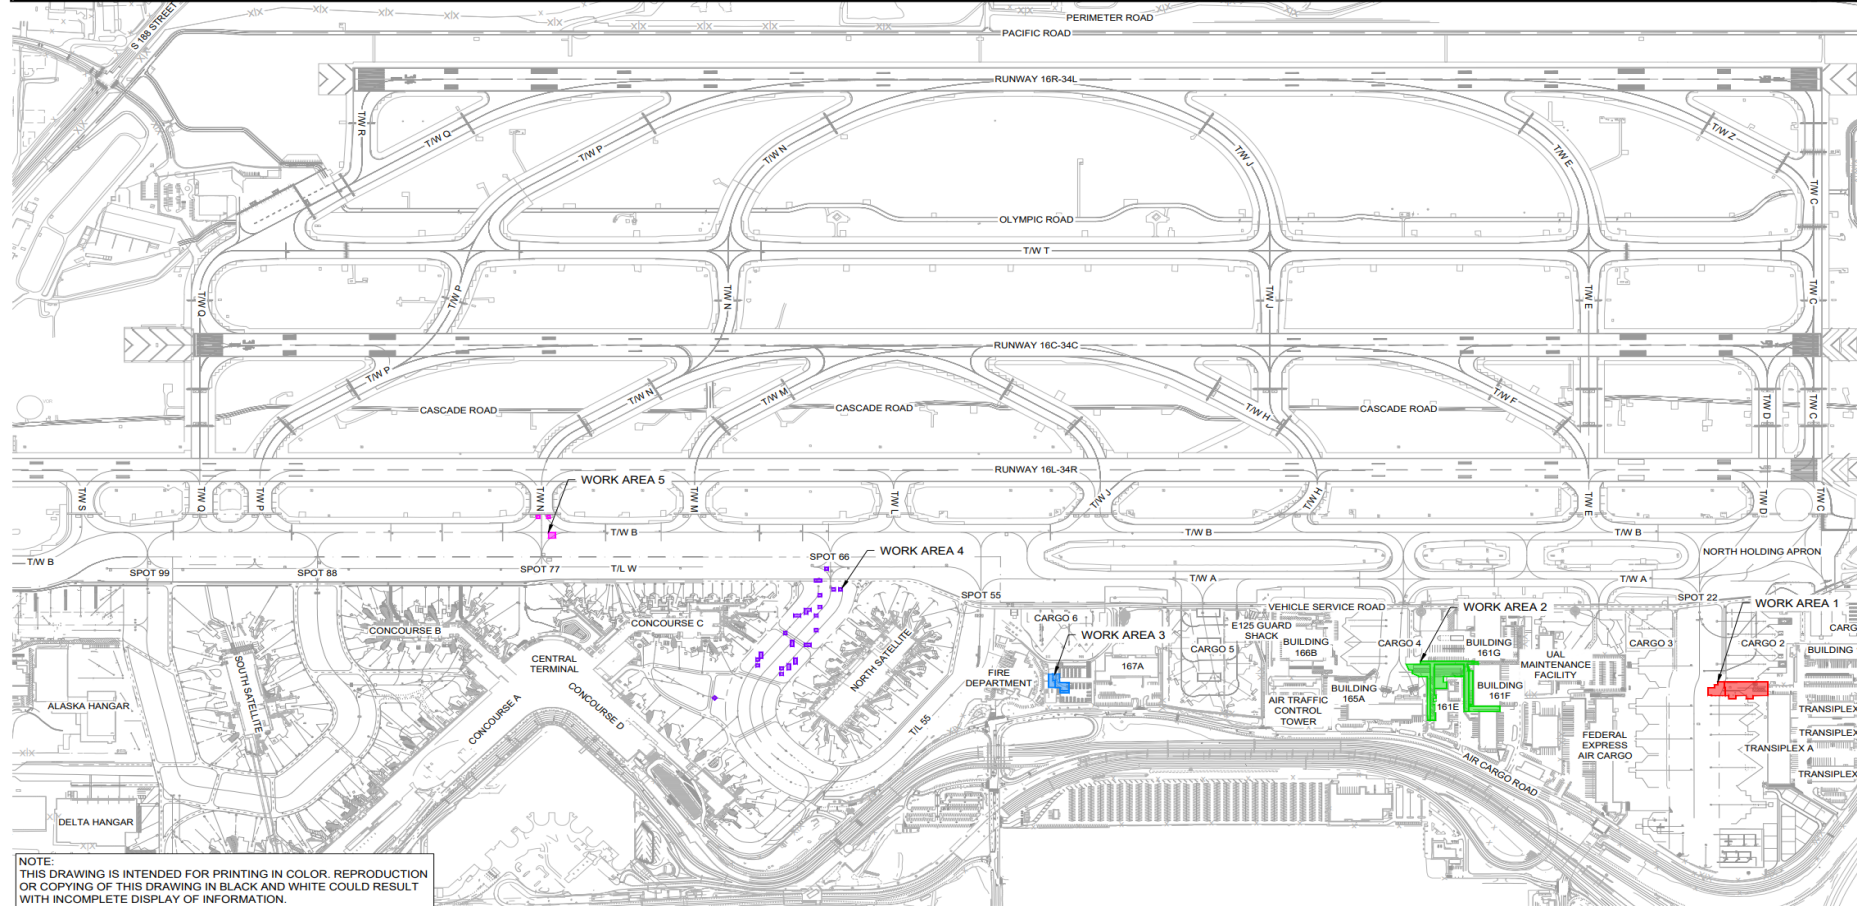 S 188 STREET
PERIMETER ROAD
PACIFIC ROAD
RUNWAY 16R-34L
T/W R
T/W Q
T/W P
T/W N
T/W J
T/W E
T/W Z
T/W C
OLYMPIC ROAD
T/W T
T/W Q
T/W P
T/W N
T/W J
T/W E
T/W C
RUNWAY 16C-34C
T/W P
T/W N
T/W M
T/W H
T/W F
T/W D
T/W C
CASCADE ROAD
CASCADE ROAD
CASCADE ROAD
RUNWAY 16L-34R
WORK AREA 5
T/W S
T/W Q
T/W P
T/W N
T/W M
T/W L
T/W J
T/W H
T/W E
T/W D
T/W C
T/W B
T/W B
T/W B
T/W B
WORK AREA 4
NORTH HOLDING APRON
SPOT 99
SPOT 88
SPOT 77
T/L W
SPOT 66
T/W A
T/W A
SPOT 55
SPOT 22
VEHICLE SERVICE ROAD
WORK AREA 2
WORK AREA 1
CONCOURSE B
CONCOURSE C
CARGO 6
WORK AREA 3
E125 GUARD
SHACK
BUILDING
166B
CARGO 4
BUILDING
161G
CARGO 3
CARGO 2
CARG
BUILDING
CENTRAL
TERMINAL
SOUTH SATELLITE
NORTH SATELLITE
167A
CARGO 5
UAL
MAINTENANCE
FACILITY
FIRE
DEPARTMENT
BUILDING
165A
BUILDING
161F
161E
ALASKA HANGAR
CONCOURSE A
CONCOURSE D
T/L 55
AIR TRAFFIC
CONTROL
TOWER
TRANSIPLEX
TRANSIPLEX
FEDERAL
EXPRESS
AIR CARGO
TRANSIPLEX A
AIR CARGO ROAD
TRANSIPLEX
DELTA HANGAR
NOTE:
THIS DRAWING IS INTENDED FOR PRINTING IN COLOR. REPRODUCTION
OR COPYING OF THIS DRAWING IN BLACK AND WHITE COULD RESULT
WITH INCOMPLETE DISPLAY OF INFORMATION.